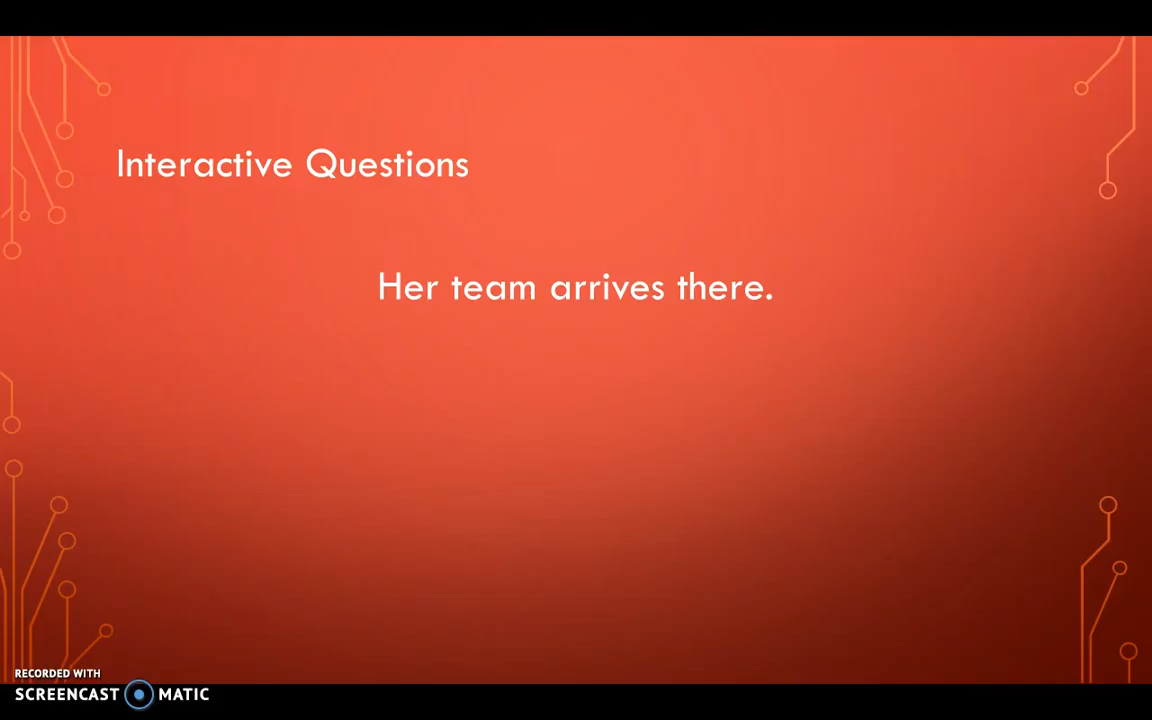 Interactive Questions
Her team arrives there.
RECORDED WITH
SCREENCAST MATIC